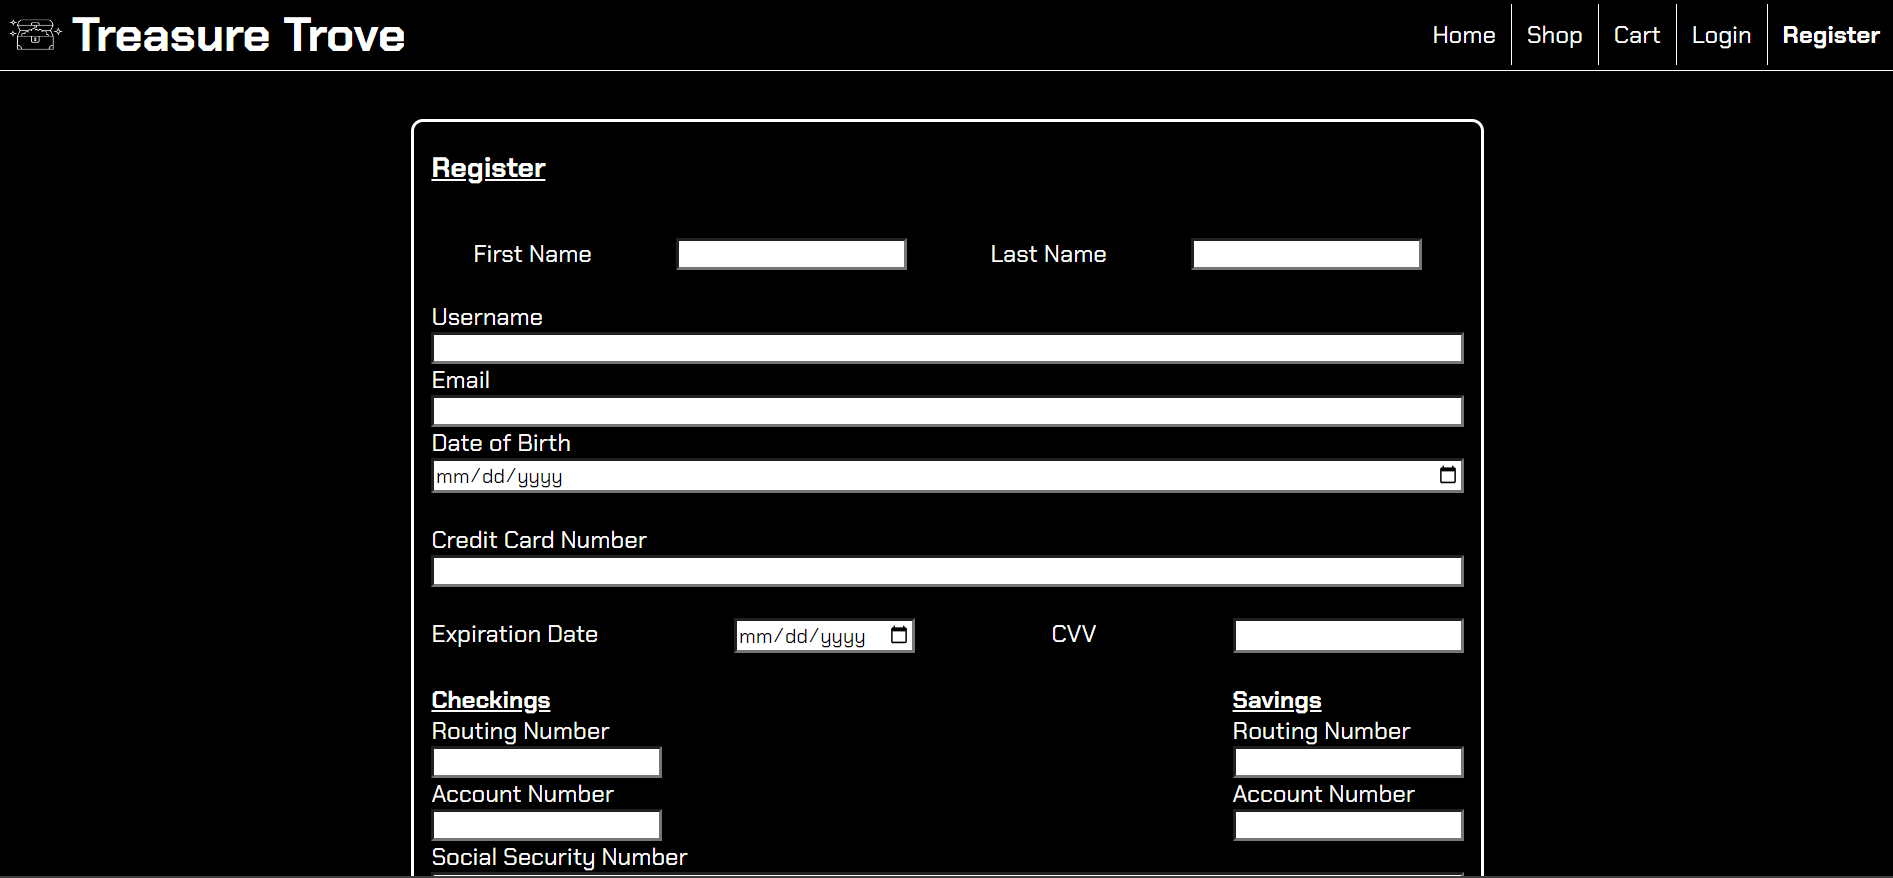 Treasure Trove
Home Shop Cart Login Register
Register
First Name Last Name
Username
Email
Date of Birth
mm/dd/yyyy
Credit Card Number
Expiration Date mm/dd/yyyy CVV
Checkings Savings
Routing Number Routing Number
Account Number Account Number
Social Security Number